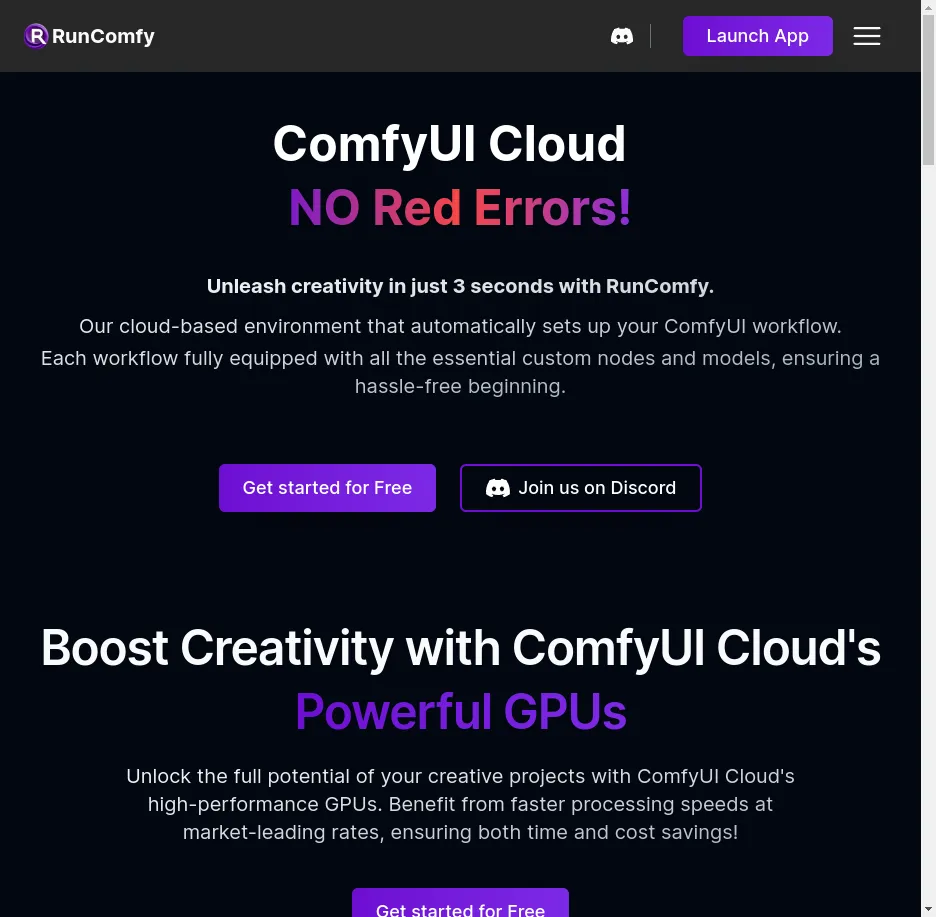 RunComfy
Launch App
ComfyUI Cloud
NO Red Errors!
Unleash creativity in just 3 seconds with RunComfy.
Our cloud-based environment that automatically sets up your ComfyUI workflow.
Each workflow fully equipped with all the essential custom nodes and models, ensuring a
hassle-free beginning.
Get started for Free
Join us on Discord
Boost Creativity with ComfyUI Cloud's
Powerful GPUs
Unlock the full potential of your creative projects with ComfyUI Cloud's
high-performance GPUs. Benefit from faster processing speeds at
market-leading rates, ensuring both time and cost savings!
Get started for Free